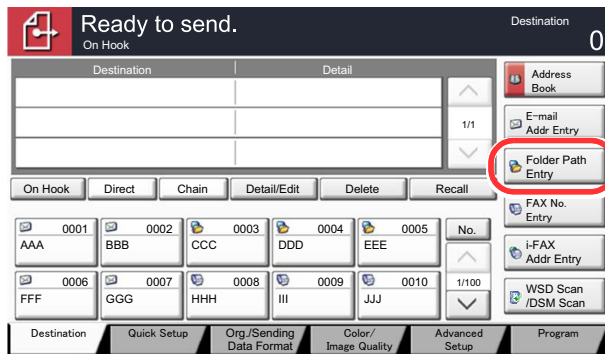 Ready to send.
On Hook
Destination
0
Destination Detail
1/1
Address
Book
E-mail
Addr Entry
Folder Path
Entry
FAX No.
Entry
i-FAX
Addr Entry
WSD Scan
/DSM Scan
On Hook Direct Chain Detail/Edit Delete Recall
0001 0002 0003 0004 0005 No.
AAA BBB CCC DDD EEE
0006 0007 0008 0009 0010 1/100
FFF GGG HHH III JJJ
Destination Quick Setup Org./Sending Color/ Advanced Program
Data Format Image Quality Setup